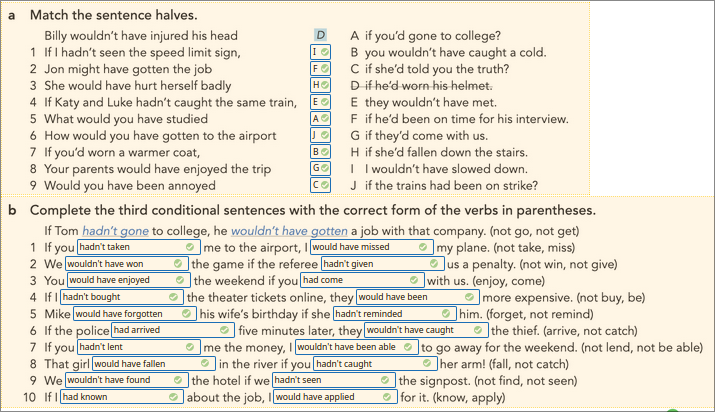 a Match the sentence halves.
Billy wouldn't have injured his head D A if you'd gone to college?
1 If I hadn't seen the speed limit sign, I B you wouldn't have caught a cold.
2 Jon might have gotten the job F C if she'd told you the truth?
3 She would have hurt herself badly H D if he'd worn his helmet.
4 If Katy and Luke hadn't caught the same train, E E they wouldn't have met.
5 What would you have studied A F if he'd been on time for his interview.
6 How would you have gotten to the airport J G if they'd come with us.
7 If you'd worn a warmer coat, B H if she'd fallen down the stairs.
8 Your parents would have enjoyed the trip G I I wouldn't have slowed down.
9 Would you have been annoyed C J if the trains had been on strike?
b Complete the third conditional sentences with the correct form of the verbs in parentheses.
If Tom hadn't gone to college, he wouldn't have gotten a job with that company. (not go, not get)
1 If you hadn't taken me to the airport, I would have missed my plane. (not take, miss)
2 We wouldn't have won the game if the referee hadn't given us a penalty. (not win, not give)
3 You would have enjoyed the weekend if you had come with us. (enjoy, come)
4 If I hadn't bought the theater tickets online, they would have been more expensive. (not buy, be)
5 Mike would have forgotten his wife's birthday if she hadn't reminded him. (forget, not remind)
6 If the police had arrived five minutes later, they wouldn't have caught the thief. (arrive, not catch)
7 If you hadn't lent me the money, I wouldn't have been able to go away for the weekend. (not lend, not be able)
8 That girl would have fallen in the river if you hadn't caught her arm! (fall, not catch)
9 We wouldn't have found the hotel if we hadn't seen the signpost. (not find, not seen)
10 If I had known about the job, I would have applied for it. (know, apply)